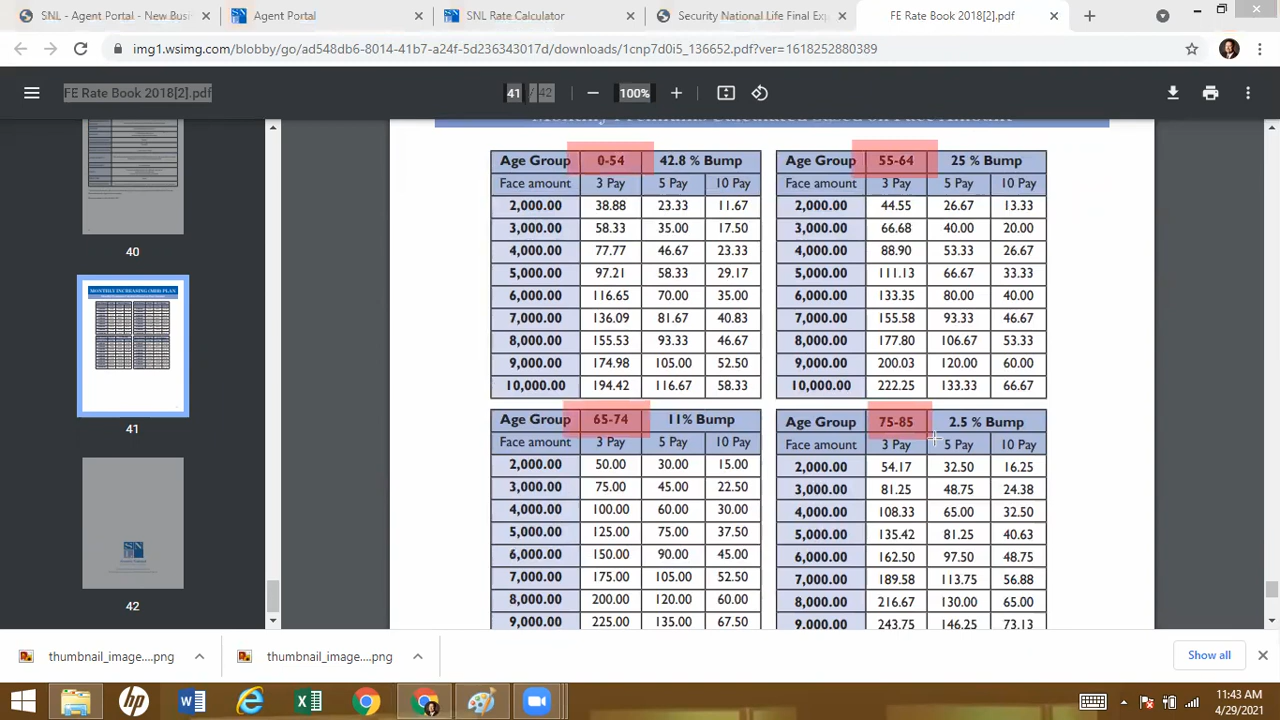 SNL - Agent Portal - New Busi
Agent Portal
SNL Rate Calculator
Security National Life Final Exp
FE Rate Book 2018[2].pdf
img1.wsimg.com/blobby/go/ad548db6-8014-41b7-a24f-5d236343017d/downloads/1cnp7d0i5_136652.pdf?ver=1618252880389
FE Rate Book 2018[2].pdf
41 / 42
100%
Monthly Premiums Calculated Based on Face Amount
40
MONTHLY INCREASING (MIB) PLAN
41
42
Age Group 0-54 42.8 % Bump
Face amount 3 Pay 5 Pay 10 Pay
2,000.00 38.88 23.33 11.67
3,000.00 58.33 35.00 17.50
4,000.00 77.77 46.67 23.33
5,000.00 97.21 58.33 29.17
6,000.00 116.65 70.00 35.00
7,000.00 136.09 81.67 40.83
8,000.00 155.53 93.33 46.67
9,000.00 174.98 105.00 52.50
10,000.00 194.42 116.67 58.33
Age Group 55-64 25 % Bump
Face amount 3 Pay 5 Pay 10 Pay
2,000.00 44.55 26.67 13.33
3,000.00 66.68 40.00 20.00
4,000.00 88.90 53.33 26.67
5,000.00 111.13 66.67 33.33
6,000.00 133.35 80.00 40.00
7,000.00 155.58 93.33 46.67
8,000.00 177.80 106.67 53.33
9,000.00 200.03 120.00 60.00
10,000.00 222.25 133.33 66.67
Age Group 65-74 11% Bump
Face amount 3 Pay 5 Pay 10 Pay
2,000.00 50.00 30.00 15.00
3,000.00 75.00 45.00 22.50
4,000.00 100.00 60.00 30.00
5,000.00 125.00 75.00 37.50
6,000.00 150.00 90.00 45.00
7,000.00 175.00 105.00 52.50
8,000.00 200.00 120.00 60.00
9,000.00 225.00 135.00 67.50
Age Group 75-85 2.5 % Bump
Face amount 3 Pay 5 Pay 10 Pay
2,000.00 54.17 32.50 16.25
3,000.00 81.25 48.75 24.38
4,000.00 108.33 65.00 32.50
5,000.00 135.42 81.25 40.63
6,000.00 162.50 97.50 48.75
7,000.00 189.58 113.75 56.88
8,000.00 216.67 130.00 65.00
9,000.00 243.75 146.25 73.13
thumbnail_image....png
thumbnail_image....png
Show all
11:43 AM
4/29/2021